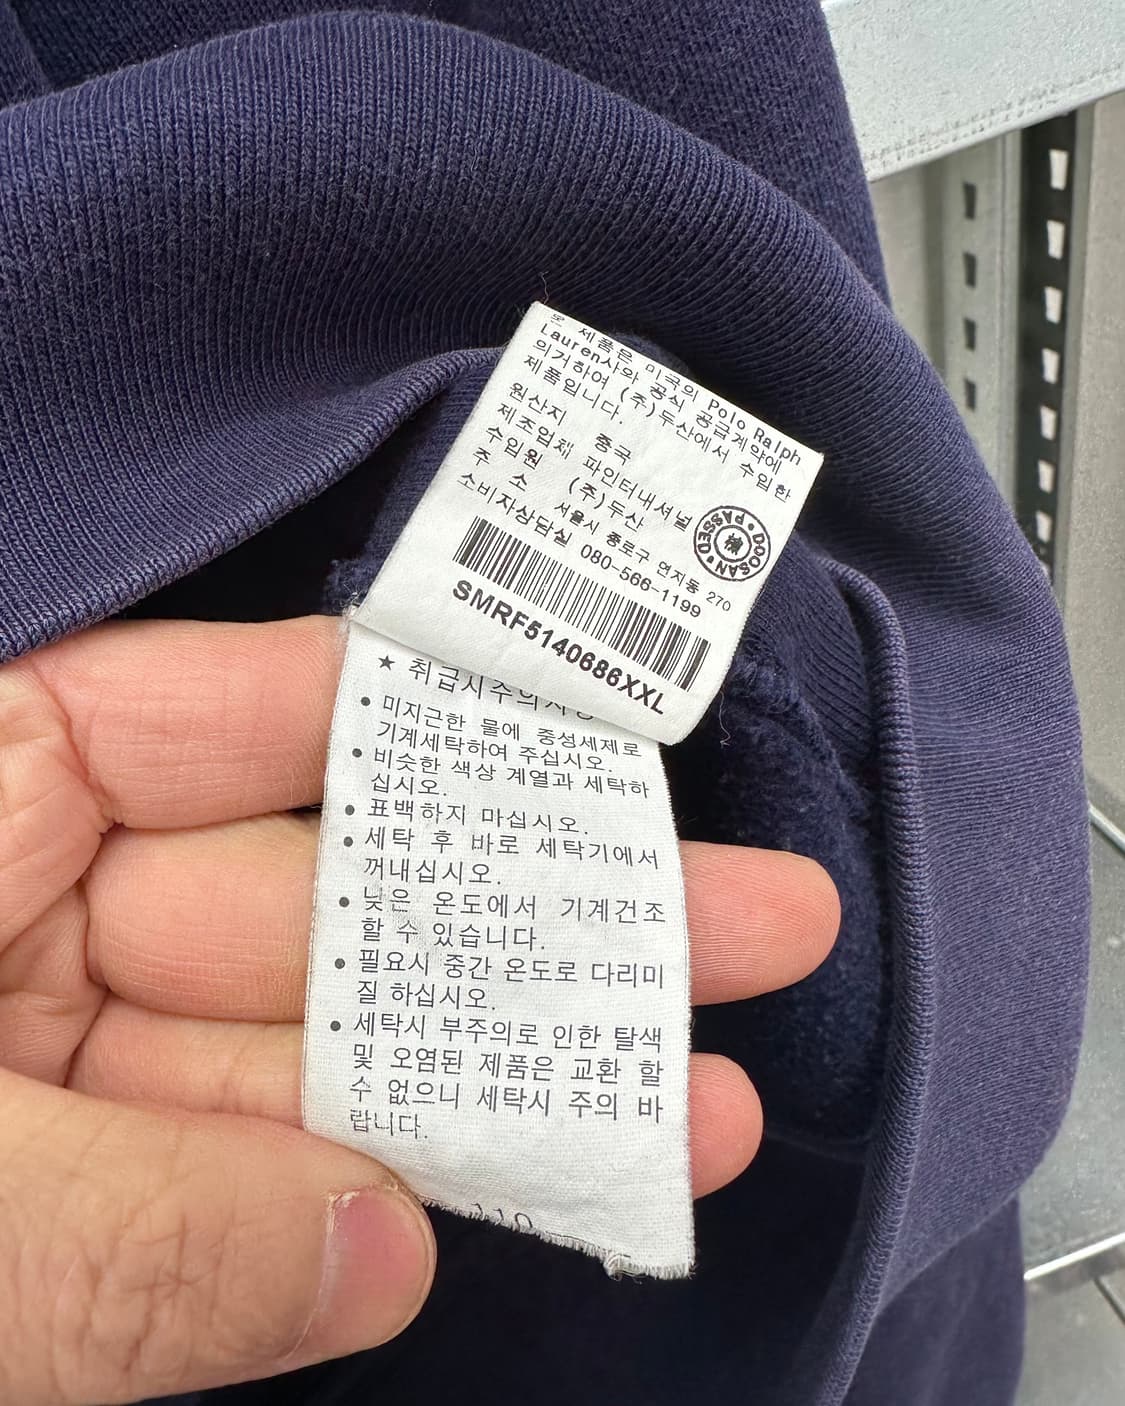 본 제품은 미국의 Polo Ralph
Lauren사와 공식 공급계약에
의거하여 (주)두산에서 수입한
제품입니다.
원산지 중국
제조업체 파인터내셔널
수입원 (주)두산
주 소 서울시 종로구 연지동 270
소비자상담실 080-566-1199
DOOSAN • PASSED •
SMRF5140686XXL
★ 취급시주의사항
• 미지근한 물에 중성세제로
기계세탁하여 주십시오.
• 비슷한 색상 계열과 세탁하
십시오.
• 표백하지 마십시오.
• 세탁 후 바로 세탁기에서
꺼내십시오.
• 낮은 온도에서 기계건조
할 수 있습니다.
• 필요시 중간 온도로 다리미
질 하십시오.
• 세탁시 부주의로 인한 탈색
및 오염된 제품은 교환 할
수 없으니 세탁시 주의 바
랍니다.